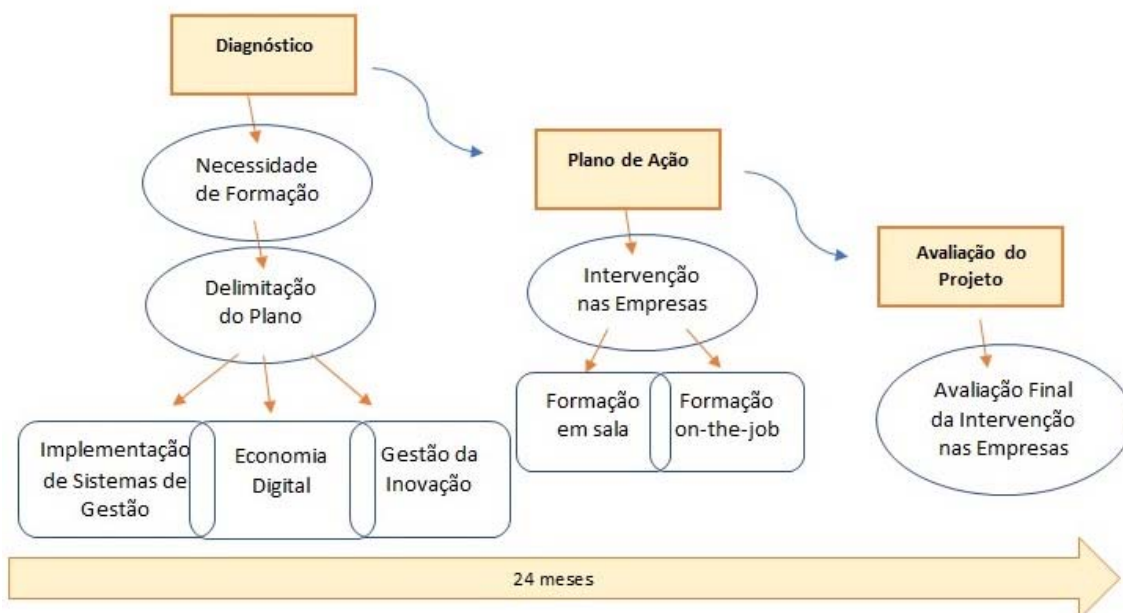 Diagnóstico
Necessidade
de Formação
Delimitação
do Plano
Implementação
de Sistemas de
Gestão
Economia
Digital
Gestão da
Inovação
Plano de Ação
Intervenção
nas Empresas
Formação
em sala
Formação
on-the-job
Avaliação do
Projeto
Avaliação Final
da Intervenção
nas Empresas
24 meses